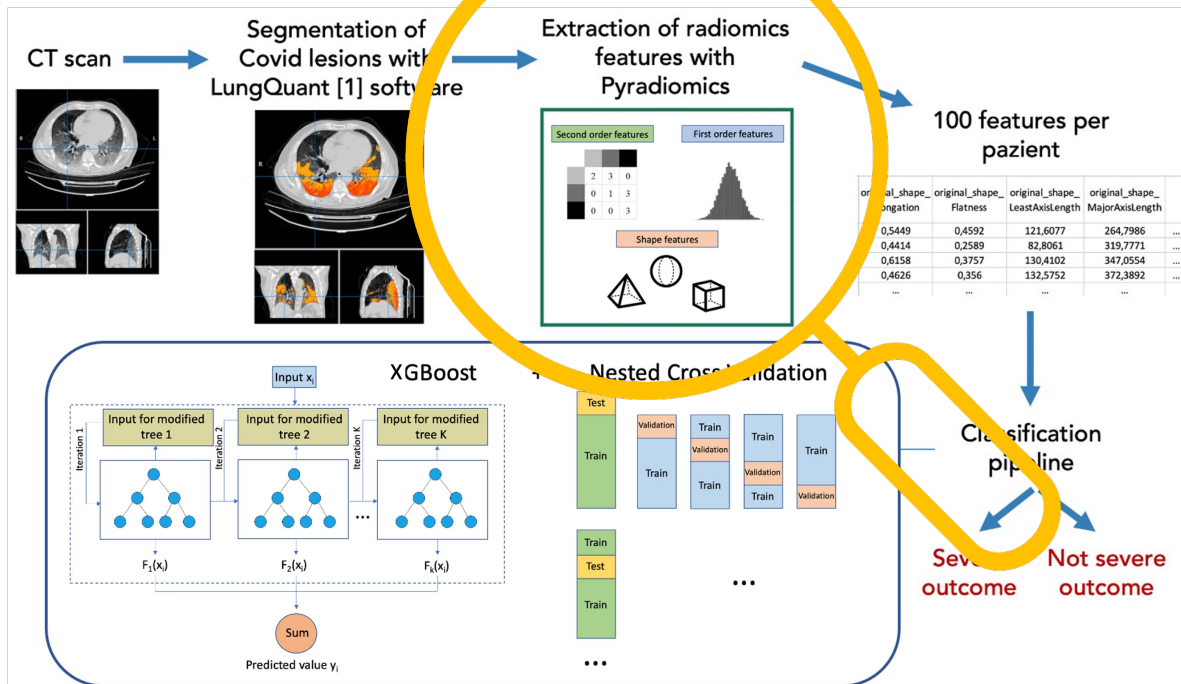 CT scan
Segmentation of
Covid lesions with
LungQuant [1] software
Extraction of radiomics
features with
Pyradiomics
Second order features
First order features
2 3 0
0 1 3
0 0 3
Shape features
100 features per
pazient
original_shape_ original_shape_ original_shape_
Flatness LeastAxisLength MajorAxisLength
0,5449 0,4592 121,6077 264,7986 ...
0,4414 0,2589 82,8061 319,7771 ...
0,6158 0,3757 130,4102 347,0554 ...
0,4626 0,356 132,5752 372,3892 ...
... ... ...
R
L
R
XGBoost + Nested Cross Validation
Input xi
Iteration 1
Input for modified
tree 1
Iteration 2
Input for modified
tree 2
Iteration K
Input for modified
tree K
...
F1(xi)
F2(xi)
Fk(xi)
Sum
Predicted value yi
Test
Train
Validation
Train
Train
Validation
Train
Train
Validation
Train
Train
Validation
Train
Test
Train
...
...
Classification
pipeline
outcome
Not severe
outcome